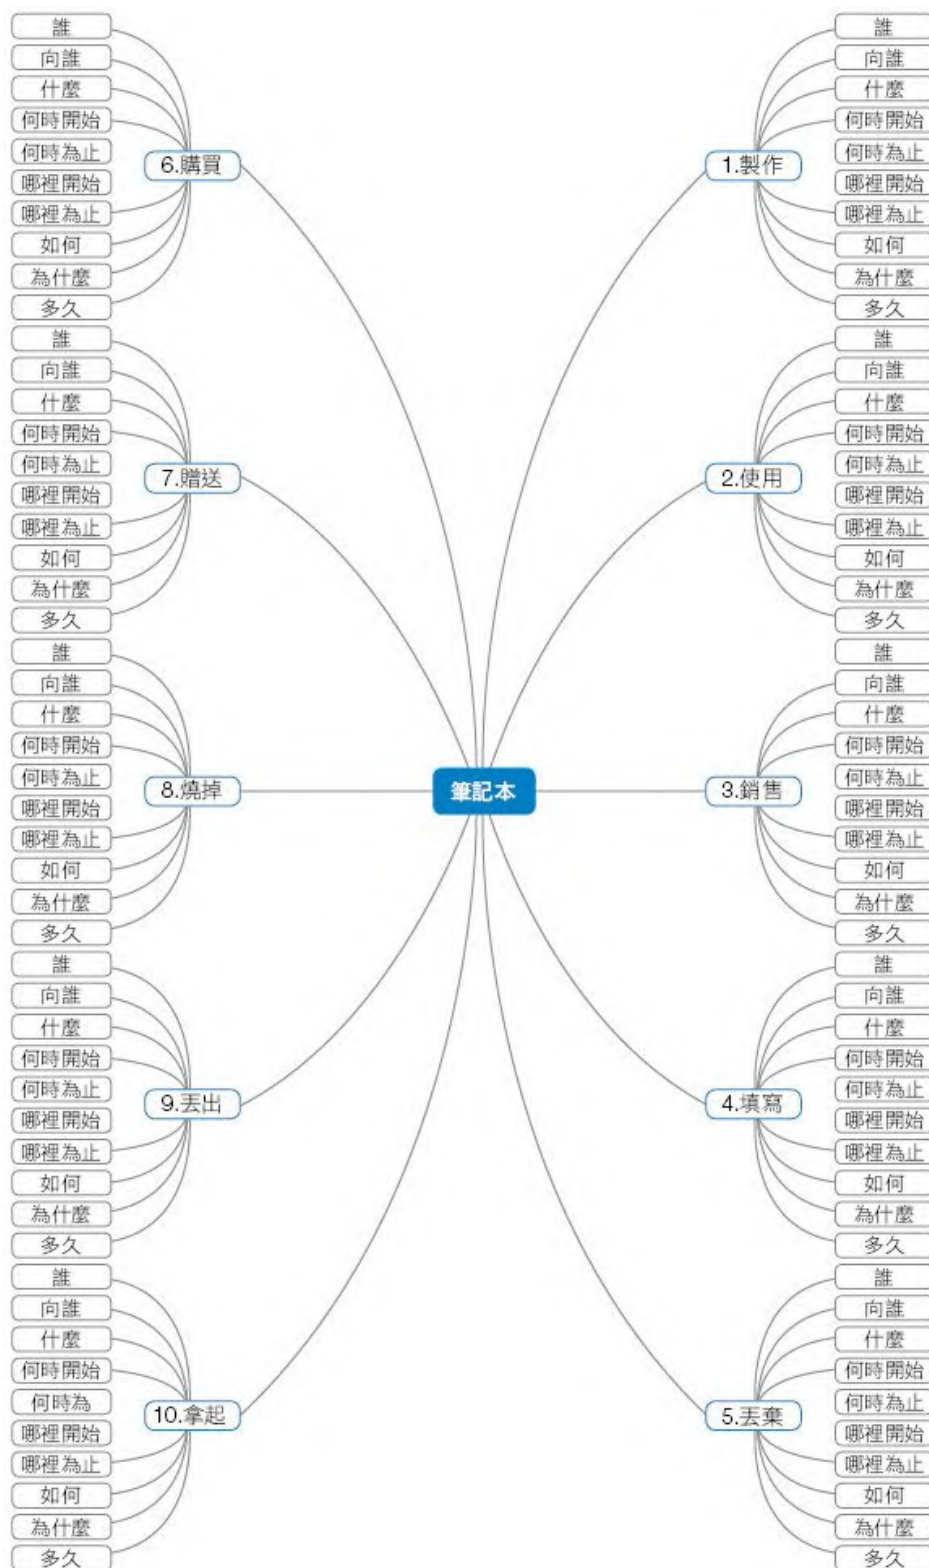 筆記本
1.製作
誰
向誰
什麼
何時開始
何時為止
哪裡開始
哪裡為止
如何
為什麼
多久
2.使用
誰
向誰
什麼
何時開始
何時為止
哪裡開始
哪裡為止
如何
為什麼
多久
3.銷售
誰
向誰
什麼
何時開始
何時為止
哪裡開始
哪裡為止
如何
為什麼
多久
4.填寫
誰
向誰
什麼
何時開始
何時為止
哪裡開始
哪裡為止
如何
為什麼
多久
5.丟棄
誰
向誰
什麼
何時開始
何時為止
哪裡開始
哪裡為止
如何
為什麼
多久
6.購買
誰
向誰
什麼
何時開始
何時為止
哪裡開始
哪裡為止
如何
為什麼
多久
7.贈送
誰
向誰
什麼
何時開始
何時為止
哪裡開始
哪裡為止
如何
為什麼
多久
8.燒掉
誰
向誰
什麼
何時開始
何時為止
哪裡開始
哪裡為止
如何
為什麼
多久
9.丟出
誰
向誰
什麼
何時開始
何時為止
哪裡開始
哪裡為止
如何
為什麼
多久
10.拿起
誰
向誰
什麼
何時開始
何時為
哪裡開始
哪裡為止
如何
為什麼
多久